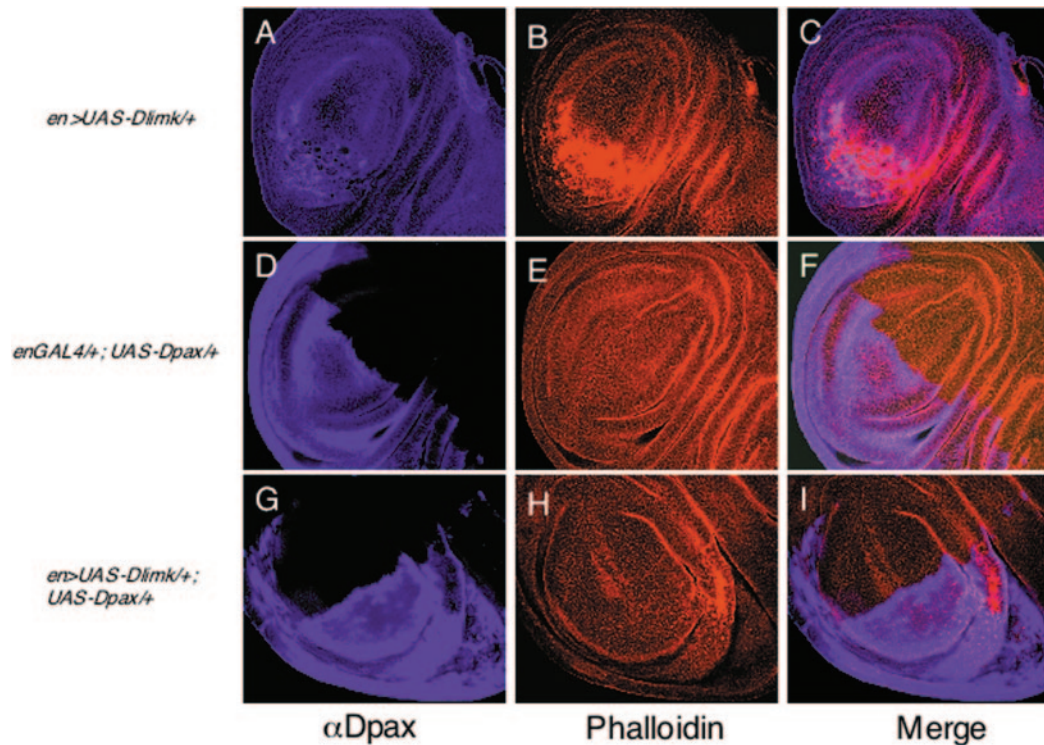 A
B
C
en>UAS-Dlimk/+
D
E
F
enGAL4/+; UAS-Dpax/+
G
H
I
en>UAS-Dlimk/+;
UAS-Dpax/+
αDpax
Phalloidin
Merge